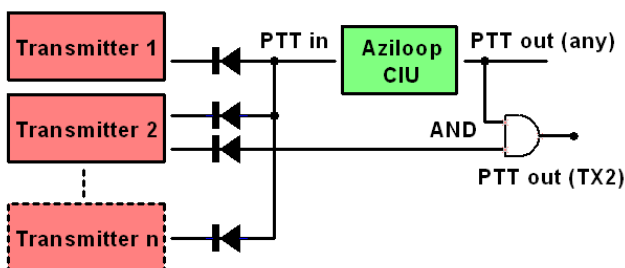 Transmitter 1
PTT in
Aziloop
CIU
PTT out (any)
Transmitter 2
AND
PTT out (TX2)
Transmitter n